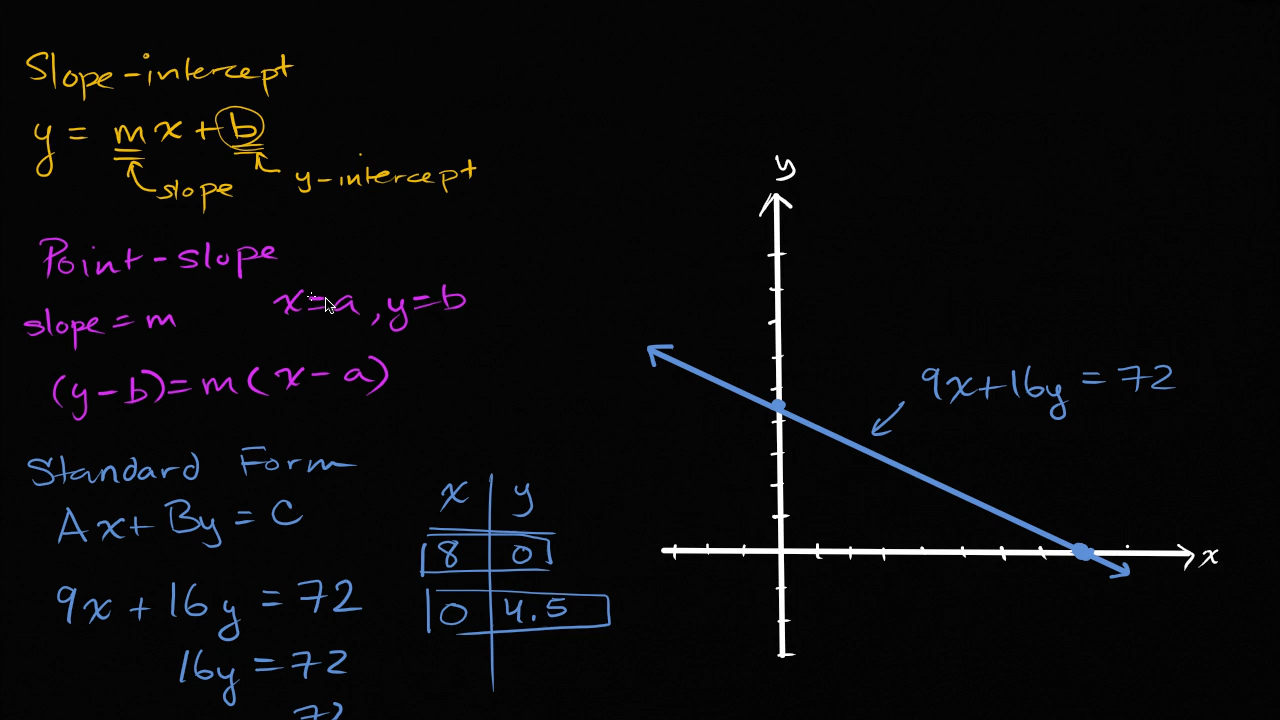 Slope-intercept
y = mx + b
slope
y-intercept
Point-slope
slope = m
x=a, y=b
(y-b)=m(x-a)
Standard Form
Ax+By=C
9x+16y=72
16y=72
72
x y
8 0
0 4.5
y
9x+16y=72
x